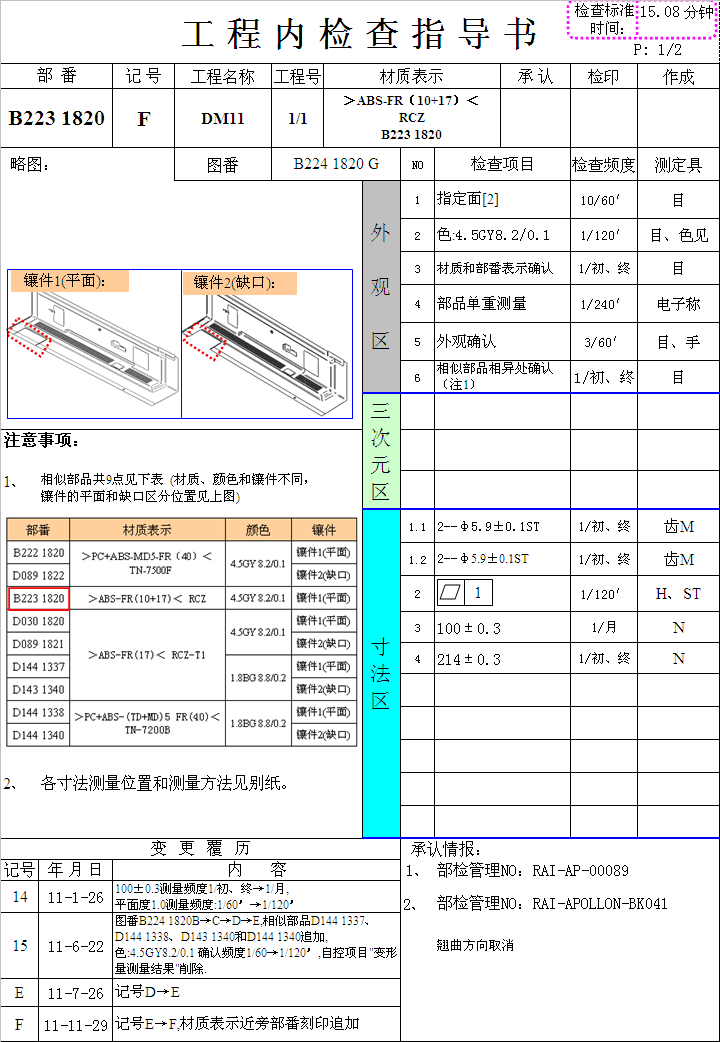 工程内检查指导书
检查标准时间: 15.08 分钟
P: 1/2
部 番 记 号 工程名称 工程号 材质表示 承 认 检印 作成
B223 1820 F DM11 1/1 ＞ABS-FR（10+17）＜
RCZ
B223 1820
略图： 图番 B224 1820 G NO 检查项目 检查频度 测定具
外观区
1 指定面[2] 10/60′ 目
2 色:4.5GY8.2/0.1 1/120′ 目、色见
3 材质和部番表示确认 1/初、终 目
4 部品单重测量 1/240′ 电子称
5 外观确认 3/60′ 目、手
6 相似部品相异处确认
（注1） 1/初、终 目
镶件1(平面)： 镶件2(缺口)：
三次元区
注意事项：
1、 相似部品共9点见下表 (材质、颜色和镶件不同，
镶件的平面和缺口区分位置见上图)
部番 材质表示 颜色 镶件
B222 1820 ＞PC+ABS-MD5-FR（40）＜ 4.5GY 8.2/0.1 镶件1(平面)
D089 1822 TN-7500F 镶件2(缺口)
B223 1820 ＞ABS-FR(10+17)＜ RCZ 4.5GY 8.2/0.1 镶件1(平面)
D030 1820 ＞ABS-FR(17)＜ RCZ-T1 4.5GY 8.2/0.1 镶件1(平面)
D089 1821 镶件2(缺口)
D144 1337 1.8BG 8.8/0.2 镶件1(平面)
D143 1340 镶件2(缺口)
D144 1338 ＞PC+ABS-(TD+MD)5 FR(40)＜ 1.8BG 8.8/0.2 镶件1(平面)
D144 1340 TN-7200B 镶件2(缺口)
2、 各寸法测量位置和测量方法见别纸。
寸法区
1.1 2--φ5.9±0.1ST 1/初、终 齿M
1.2 2--φ5.9±0.1ST 1/初、终 齿M
2 ▱ 1 1/120′ H、ST
3 100±0.3 1/月 N
4 214±0.3 1/初、终 N
变 更 覆 历
记号 年 月 日 内 容
14 11-1-26 100±0.3测量频度1/初、终→1/月,
平面度1.0测量频度:1/60′→1/120′
15 11-6-22 图番B224 1820B→C→D→E,相似部品D144 1337、
D144 1338、D143 1340和D144 1340追加,
色:4.5GY8.2/0.1 确认频度1/60→1/120′,自控项目"变形
量测量结果"削除.
E 11-7-26 记号D→E
F 11-11-29 记号E→F,材质表示近旁部番刻印追加
承认情报：
1、 部检管理NO：RAI-AP-00089
2、 部检管理NO：RAI-APOLLON-BK041
翘曲方向取消